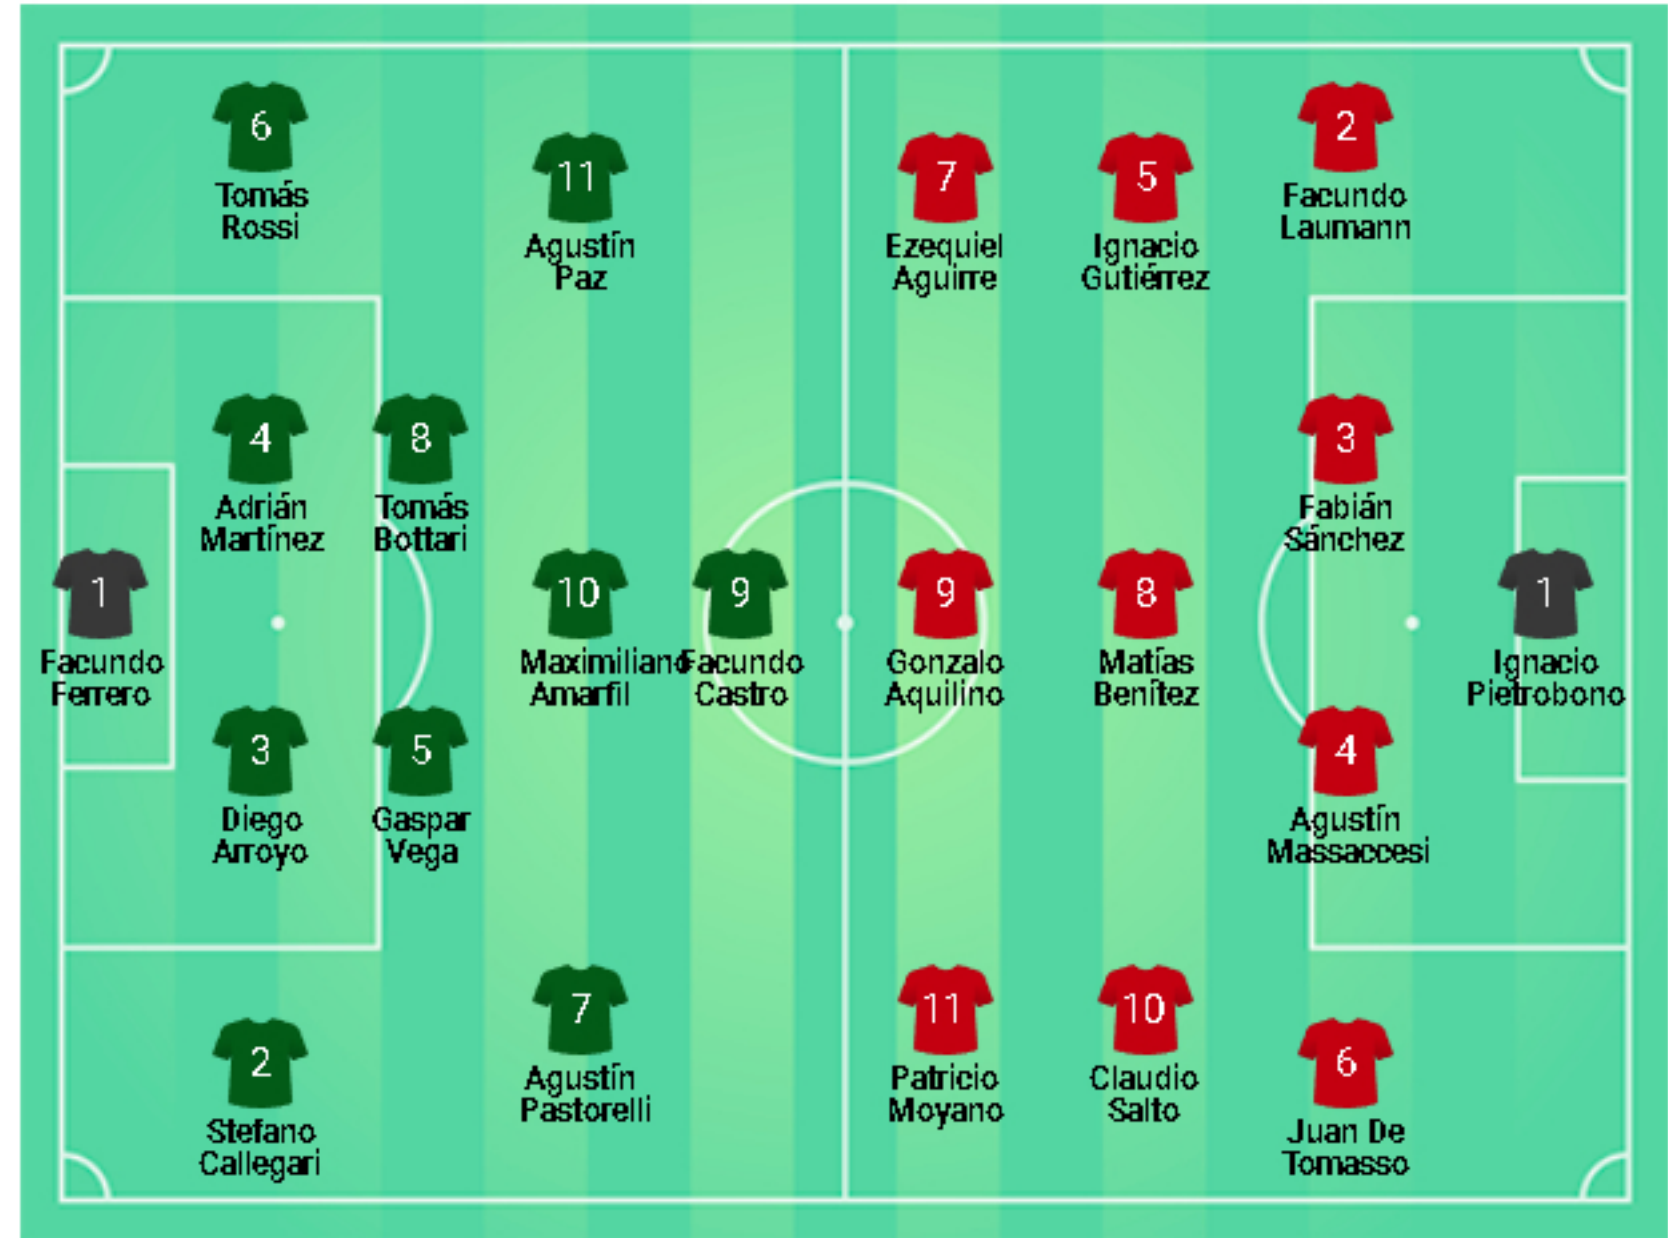 6
Tomás
Rossi
11
Agustín
Paz
7
Ezequiel
Aguirre
5
Ignacio
Gutiérrez
2
Facundo
Laumann
4
Adrián
Martínez
8
Tomás
Bottari
3
Fabián
Sánchez
1
Facundo
Ferrero
10
Maximiliano
Amarfil
9
Facundo
Castro
9
Gonzalo
Aquilino
8
Matías
Benítez
1
Ignacio
Pietrobono
3
Diego
Arroyo
5
Gaspar
Vega
4
Agustín
Massaccesi
2
Stefano
Callegari
7
Agustín
Pastorelli
11
Patricio
Moyano
10
Claudio
Salto
6
Juan De
Tomasso